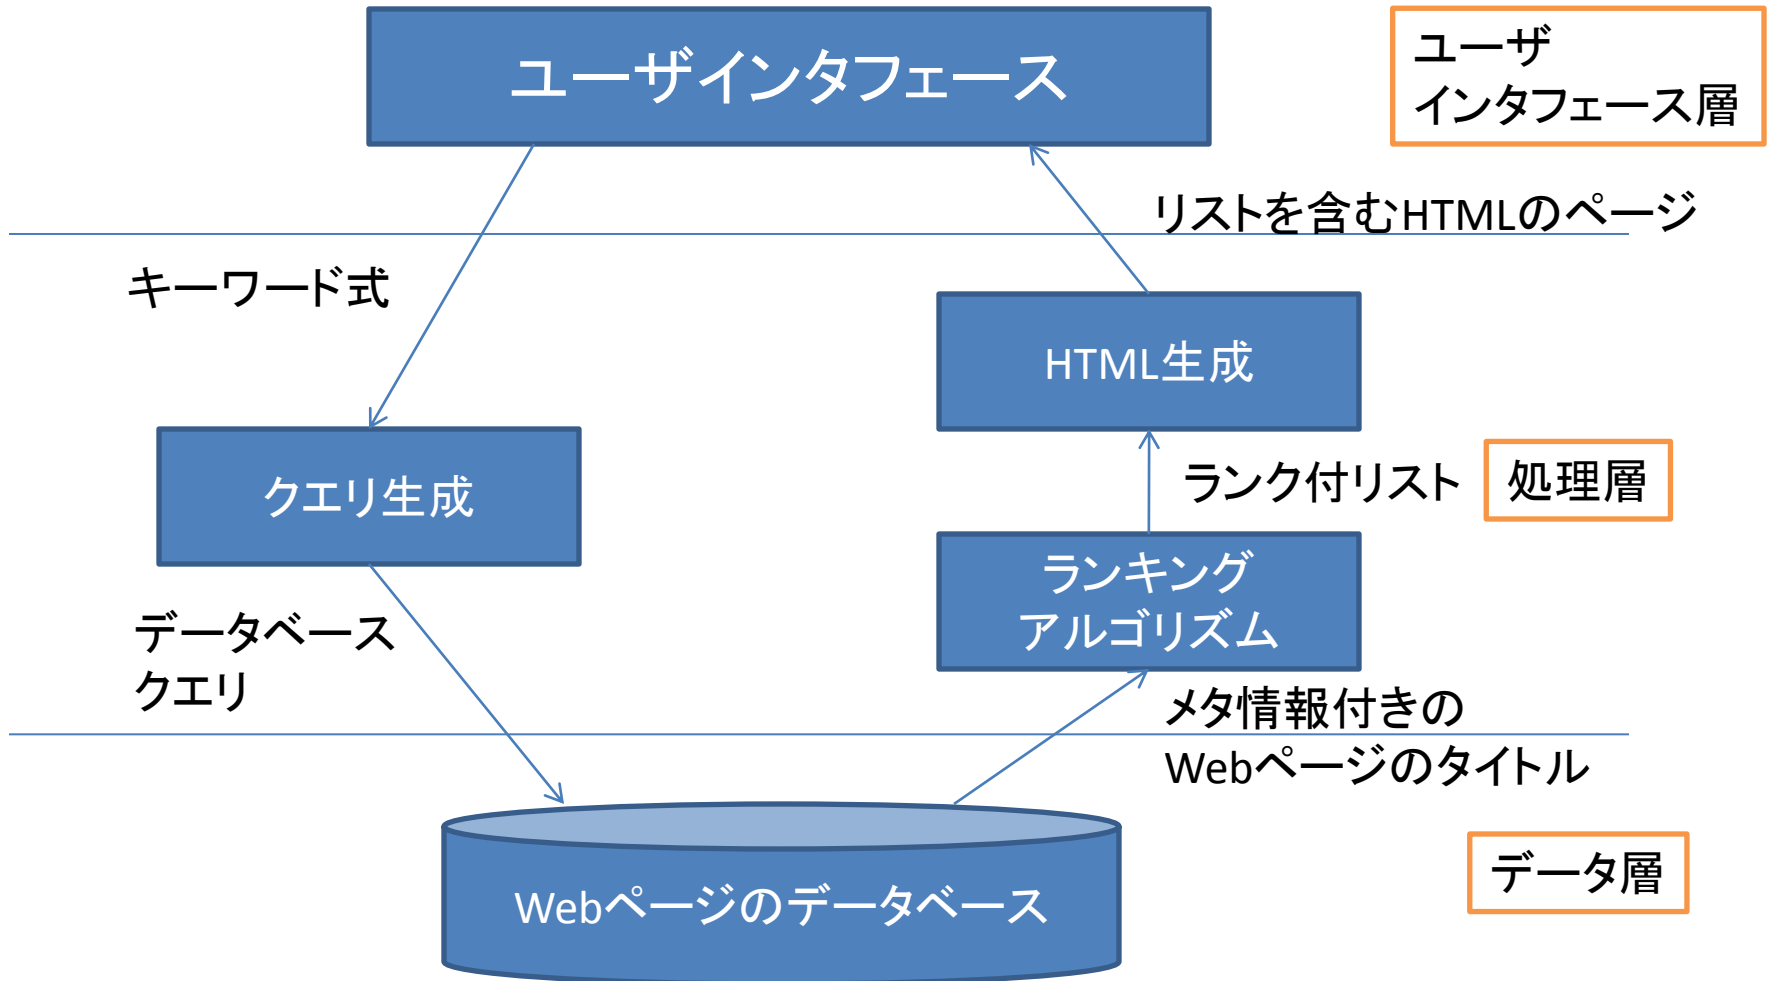 ユーザインタフェース
ユーザ
インタフェース層
リストを含むHTMLのページ
キーワード式
HTML生成
クエリ生成
ランク付リスト
処理層
ランキング
アルゴリズム
データベース
クエリ
メタ情報付きの
Webページのタイトル
データ層
Webページのデータベース